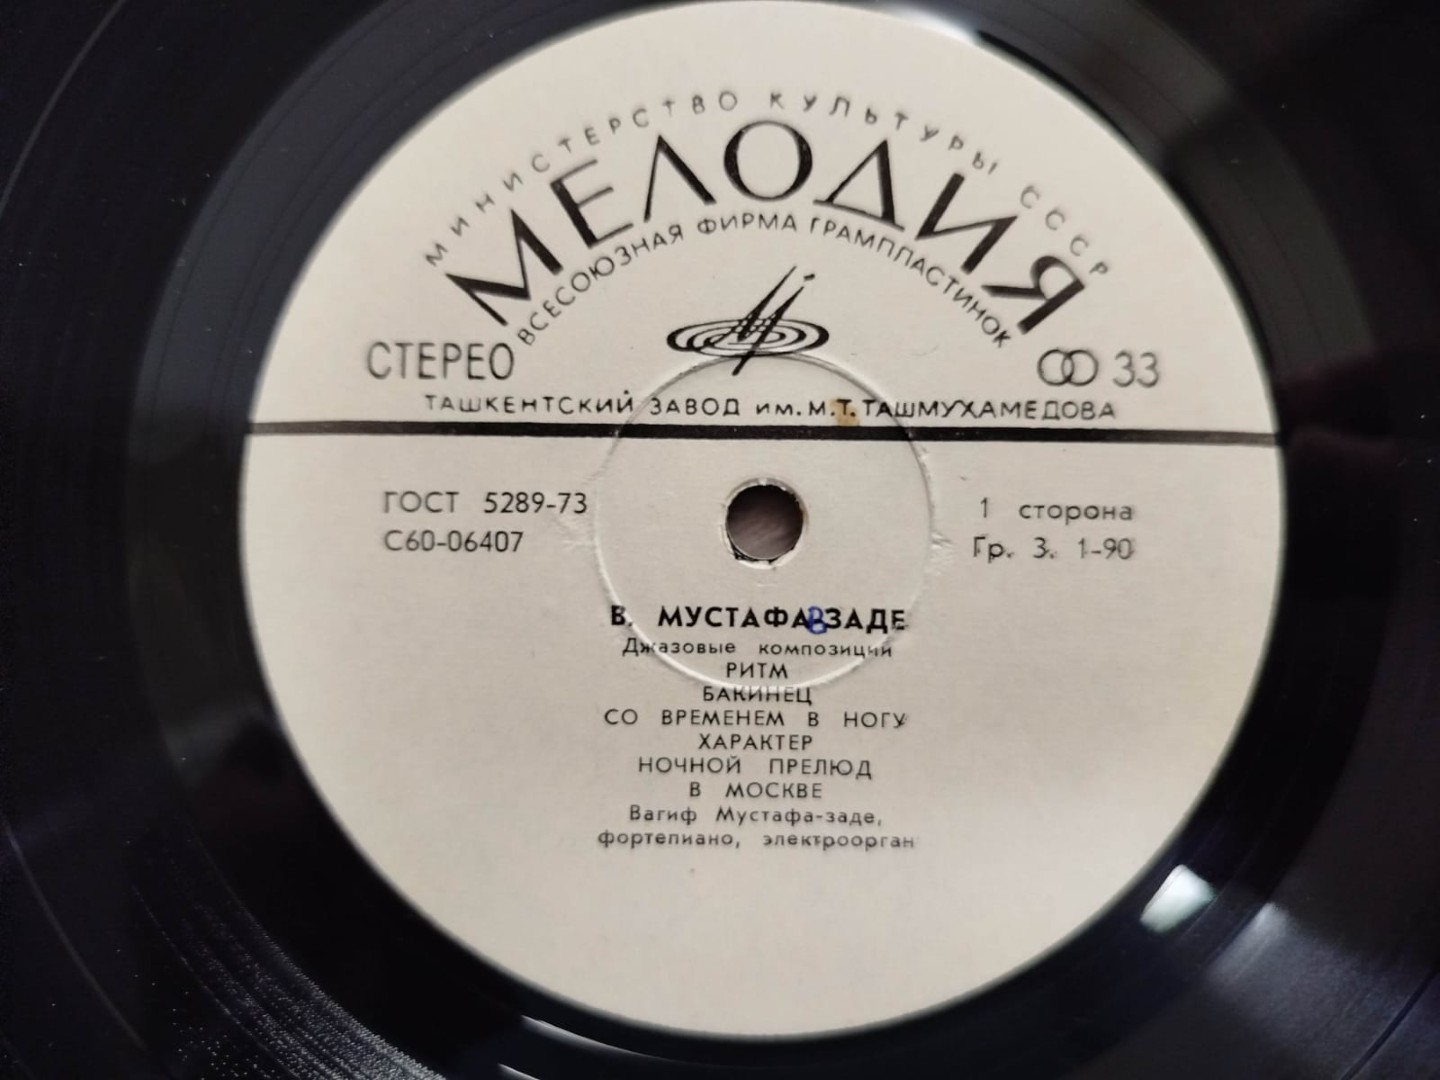 МИНИСТЕРСТВО КУЛЬТУРЫ СССР
МЕЛОДИЯ
ВСЕСОЮЗНАЯ ФИРМА ГРАМПЛАСТИНОК
СТЕРЕО 33
ТАШКЕНТСКИЙ ЗАВОД им. М.Т. ТАШМУХАМЕДОВА
ГОСТ 5289-73 1 сторона
С60-06407 Гр. 3. 1-90
В. МУСТАФА-ЗАДЕ
Джазовые композиции
РИТМ
БАКИНЕЦ
СО ВРЕМЕНЕМ В НОГУ
ХАРАКТЕР
НОЧНОЙ ПРЕЛЮД
В МОСКВЕ
Вагиф Мустафа-заде,
фортепиано, электроорган